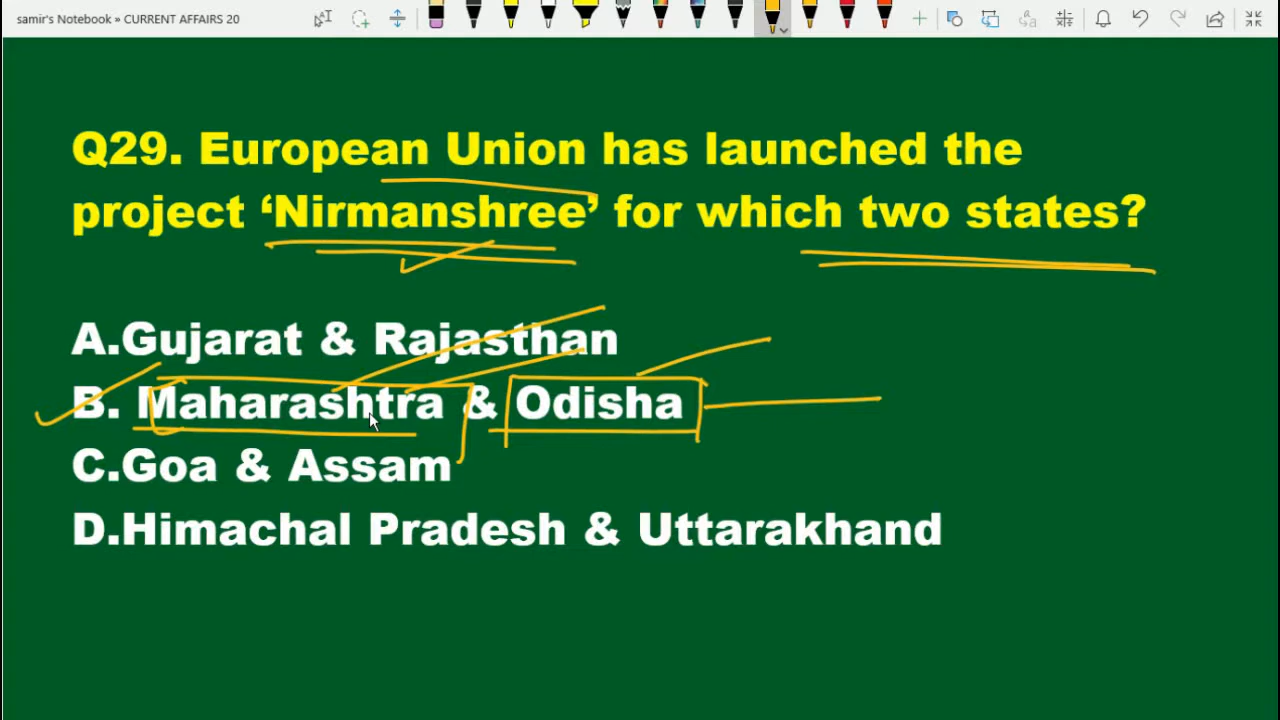 samir's Notebook » CURRENT AFFAIRS 20
Q29. European Union has launched the
project ‘Nirmanshree’ for which two states?
A.Gujarat & Rajasthan
B. Maharashtra & Odisha
C.Goa & Assam
D.Himachal Pradesh & Uttarakhand